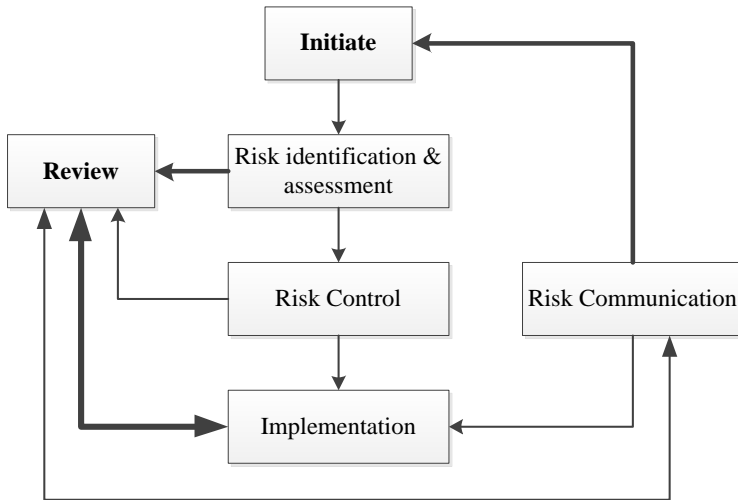 Initiate
Risk identification &
assessment
Review
Risk Control
Risk Communication
Implementation